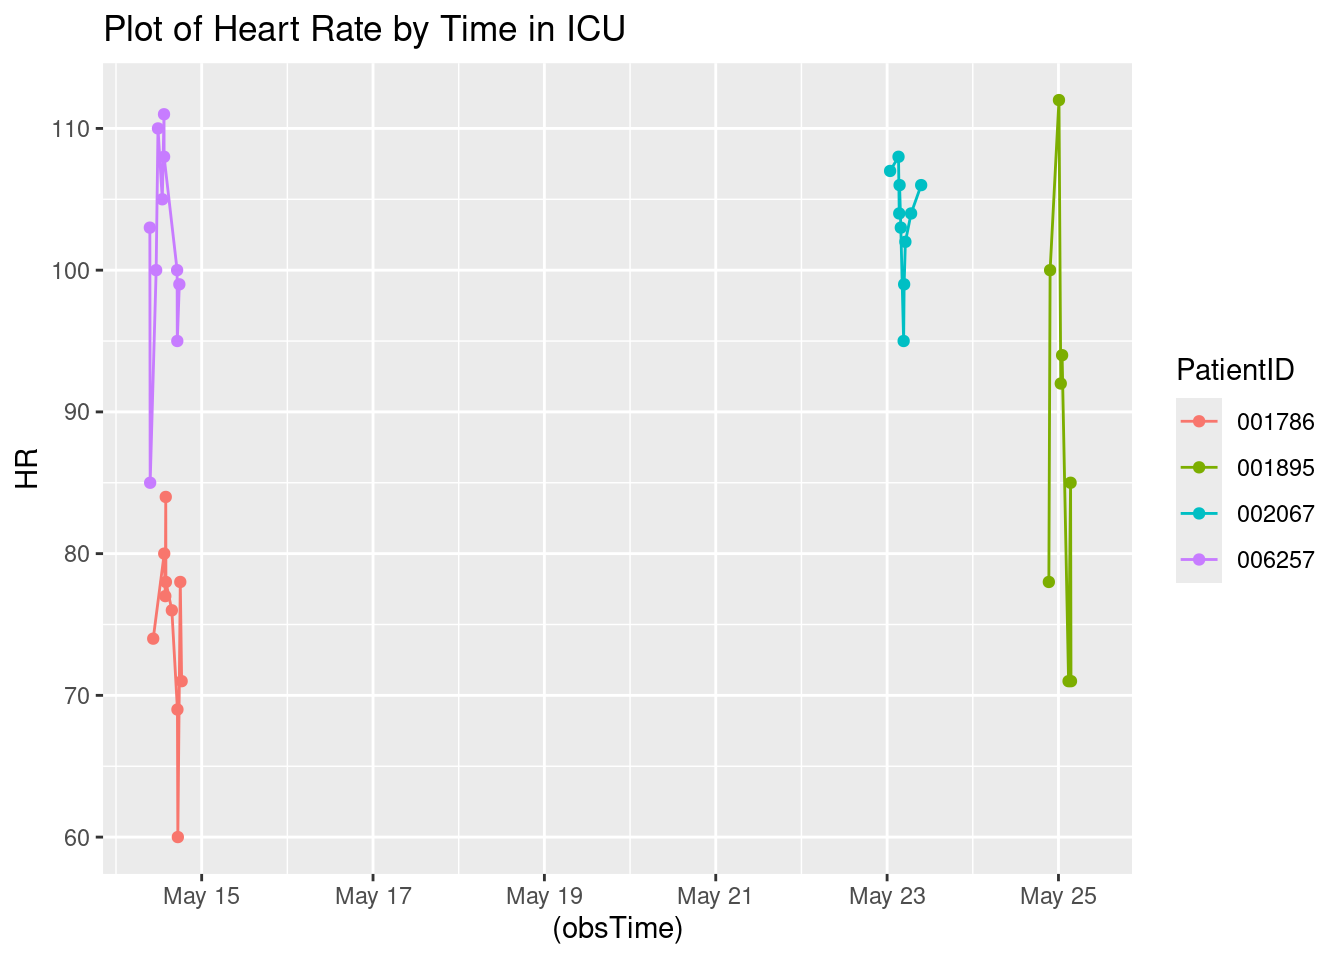 Plot of Heart Rate by Time in ICU
110
100
90
80
70
60
HR
May 15
May 17
May 19
May 21
May 23
May 25
(obsTime)
PatientID
001786
001895
002067
006257